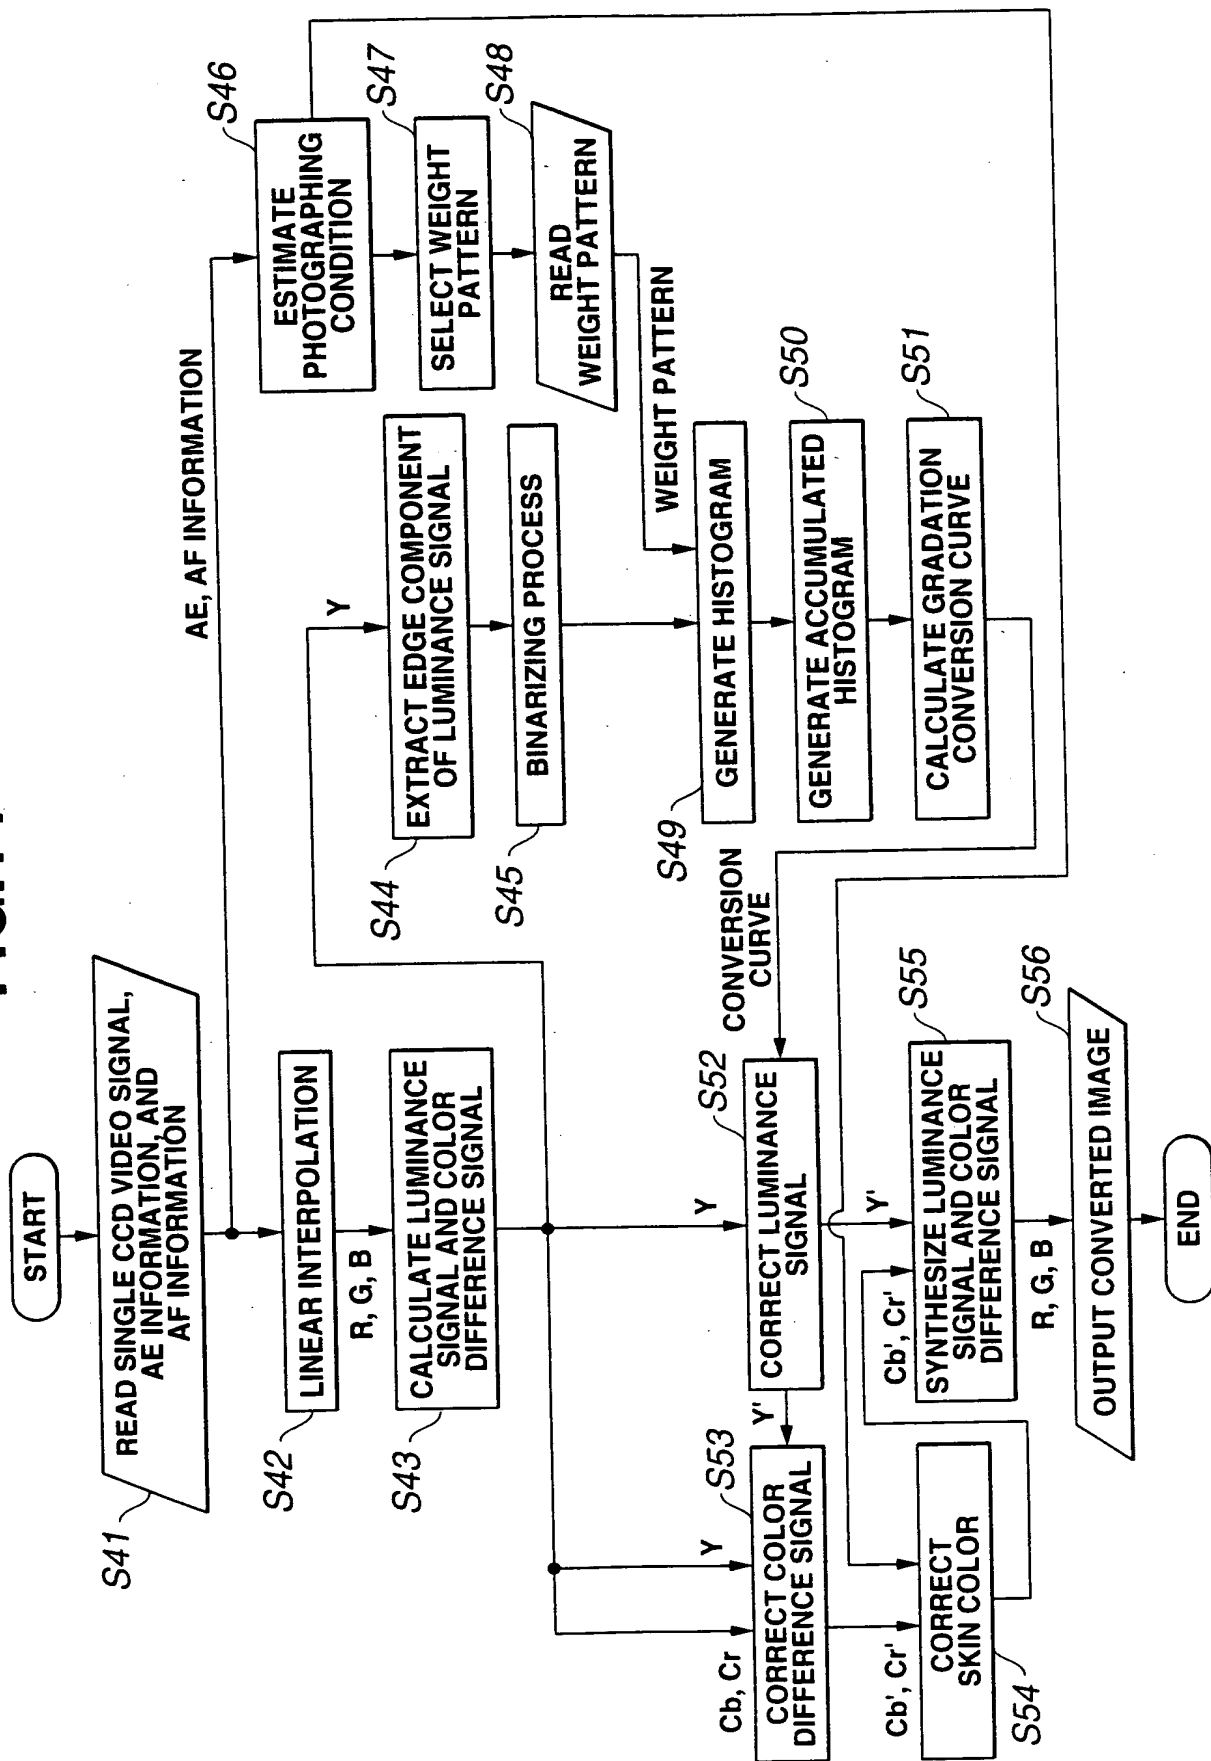 START
READ SINGLE CCD VIDEO SIGNAL,
AE INFORMATION, AND
AF INFORMATION
S41
AE, AF INFORMATION
LINEAR INTERPOLATION
S42
R, G, B
CALCULATE LUMINANCE
SIGNAL AND COLOR
DIFFERENCE SIGNAL
S43
Y
EXTRACT EDGE COMPONENT
OF LUMINANCE SIGNAL
S44
BINARIZING PROCESS
S45
ESTIMATE
PHOTOGRAPHING
CONDITION
S46
SELECT WEIGHT
PATTERN
S47
READ
WEIGHT PATTERN
S48
WEIGHT PATTERN
GENERATE HISTOGRAM
S49
GENERATE ACCUMULATED
HISTOGRAM
S50
CALCULATE GRADATION
CONVERSION CURVE
S51
CONVERSION
CURVE
Y
CORRECT LUMINANCE
SIGNAL
S52
Y'
Cb, Cr
Y
CORRECT COLOR
DIFFERENCE SIGNAL
S53
Cb', Cr'
CORRECT
SKIN COLOR
S54
Cb', Cr'
Y'
SYNTHESIZE LUMINANCE
SIGNAL AND COLOR
DIFFERENCE SIGNAL
S55
R, G, B
OUTPUT CONVERTED IMAGE
S56
END